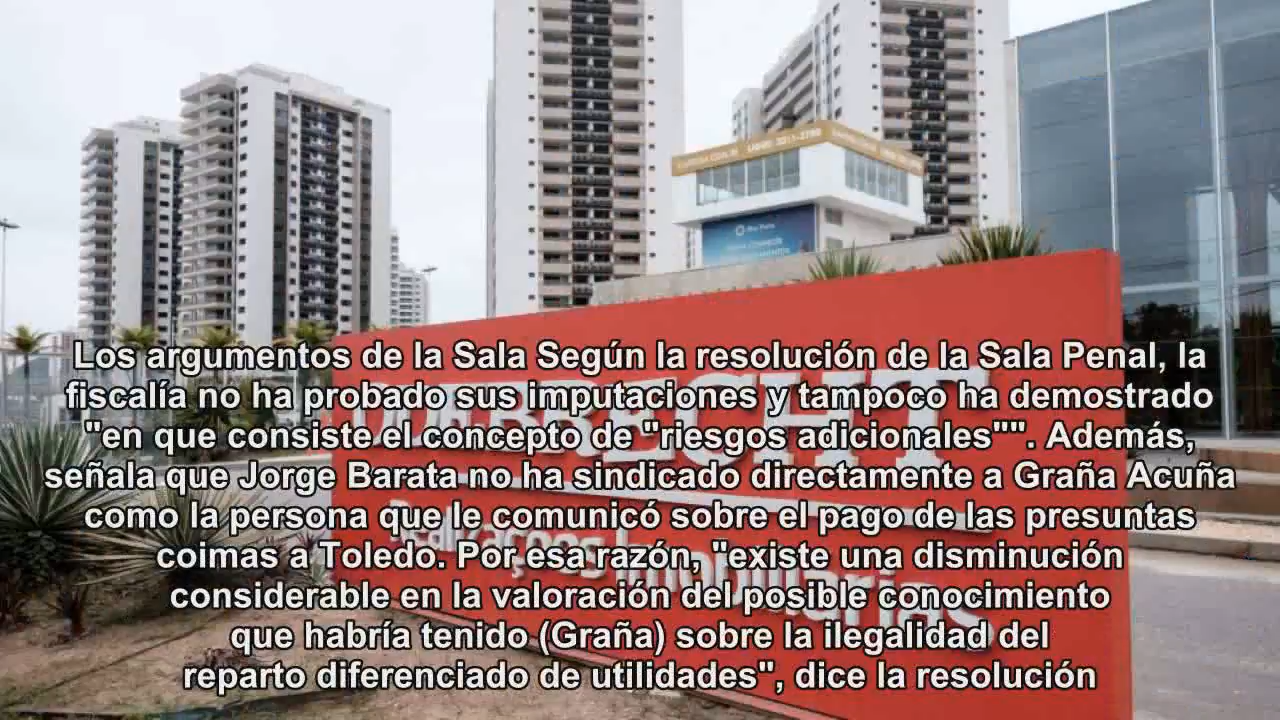 Los argumentos de la Sala Según la resolución de la Sala Penal, la
fiscalía no ha probado sus imputaciones y tampoco ha demostrado
"en que consiste el concepto de "riesgos adicionales"". Además,
señala que Jorge Barata no ha sindicado directamente a Graña Acuña
como la persona que le comunicó sobre el pago de las presuntas
coimas a Toledo. Por esa razón, "existe una disminución
considerable en la valoración del posible conocimiento
que habría tenido (Graña) sobre la ilegalidad del
reparto diferenciado de utilidades", dice la resolución